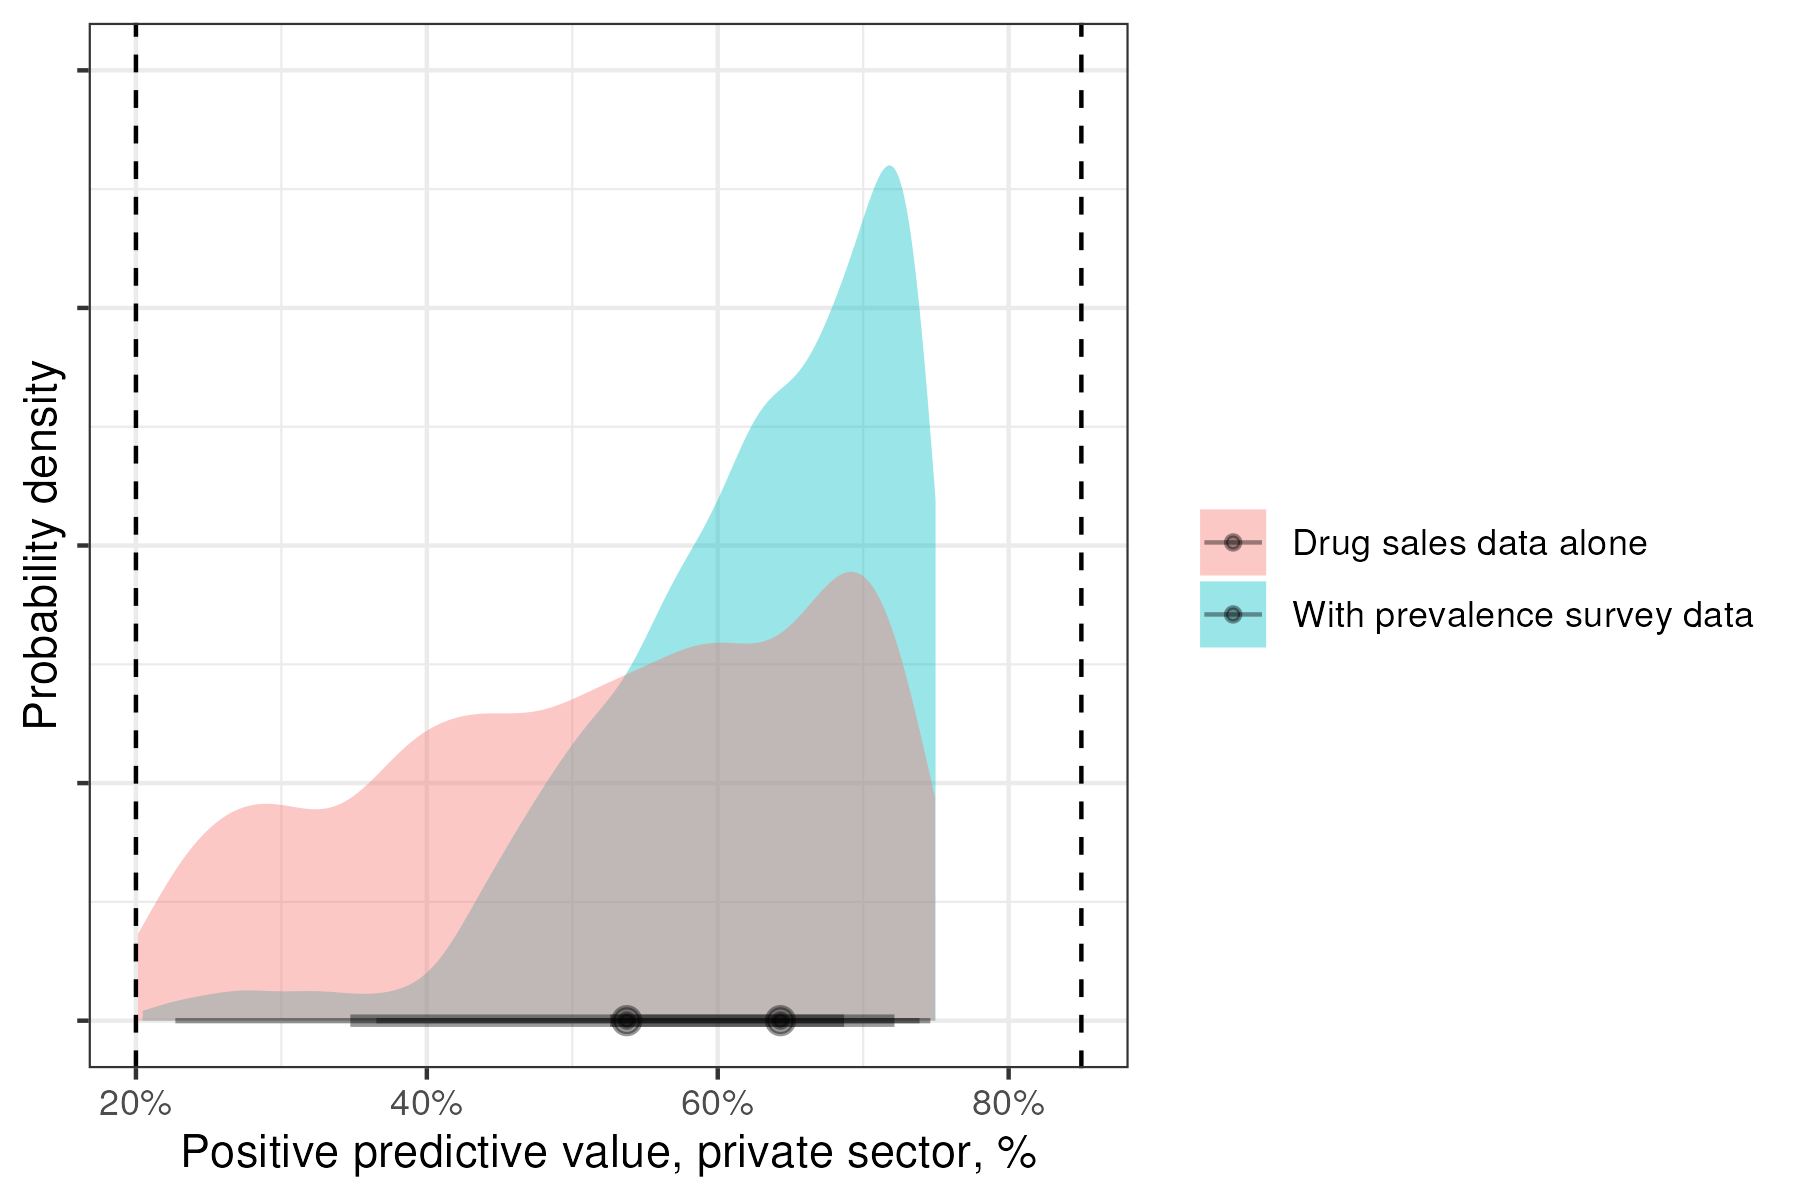 Probability density
20%
40%
60%
80%
Positive predictive value, private sector, %
Drug sales data alone
With prevalence survey data